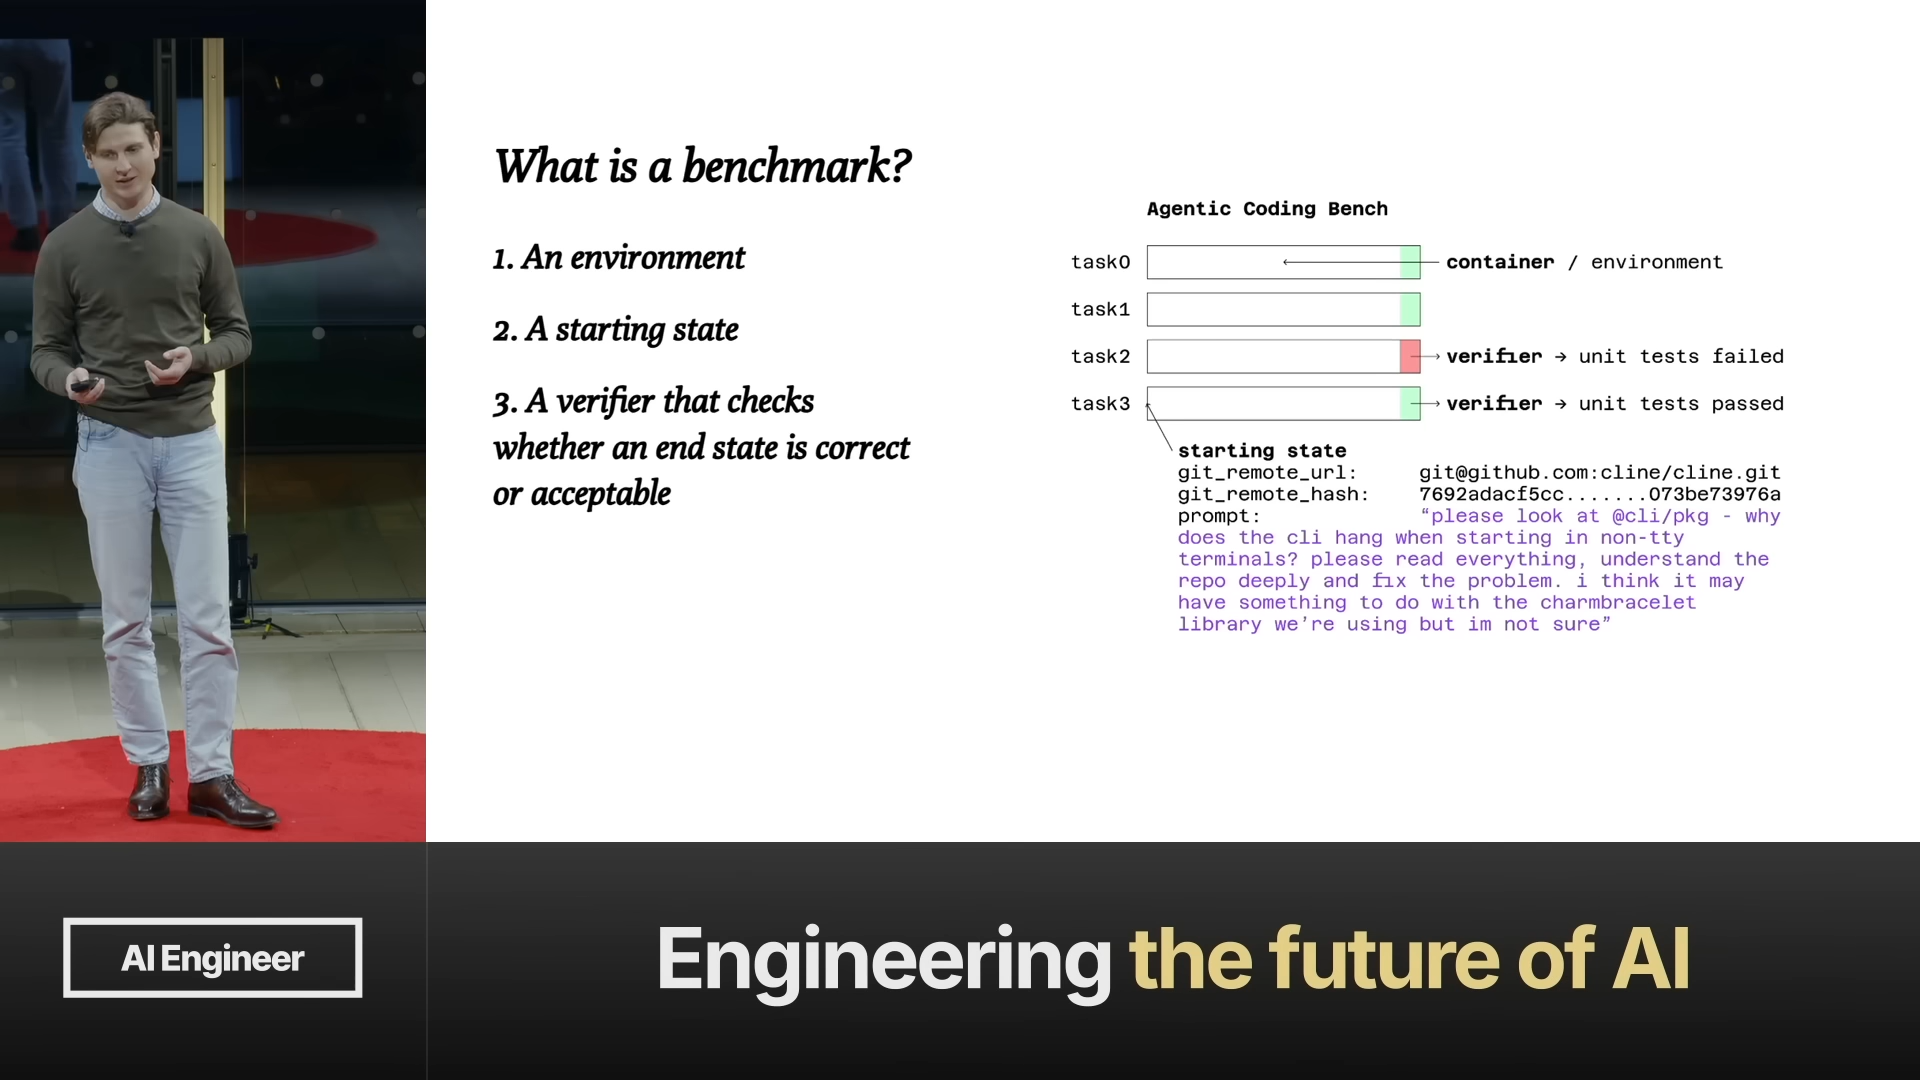 What is a benchmark?
1. An environment
2. A starting state
3. A verifier that checks
whether an end state is correct
or acceptable
Agentic Coding Bench
task0 container / environment
task1
task2 verifier → unit tests failed
task3 verifier → unit tests passed
starting state
git_remote_url: git@github.com:cline/cline.git
git_remote_hash: 7692adacf5cc.......073be73976a
prompt: “please look at @cli/pkg - why
does the cli hang when starting in non-tty
terminals? please read everything, understand the
repo deeply and fix the problem. i think it may
have something to do with the charmbracelet
library we’re using but im not sure”
AI Engineer
Engineering the future of AI